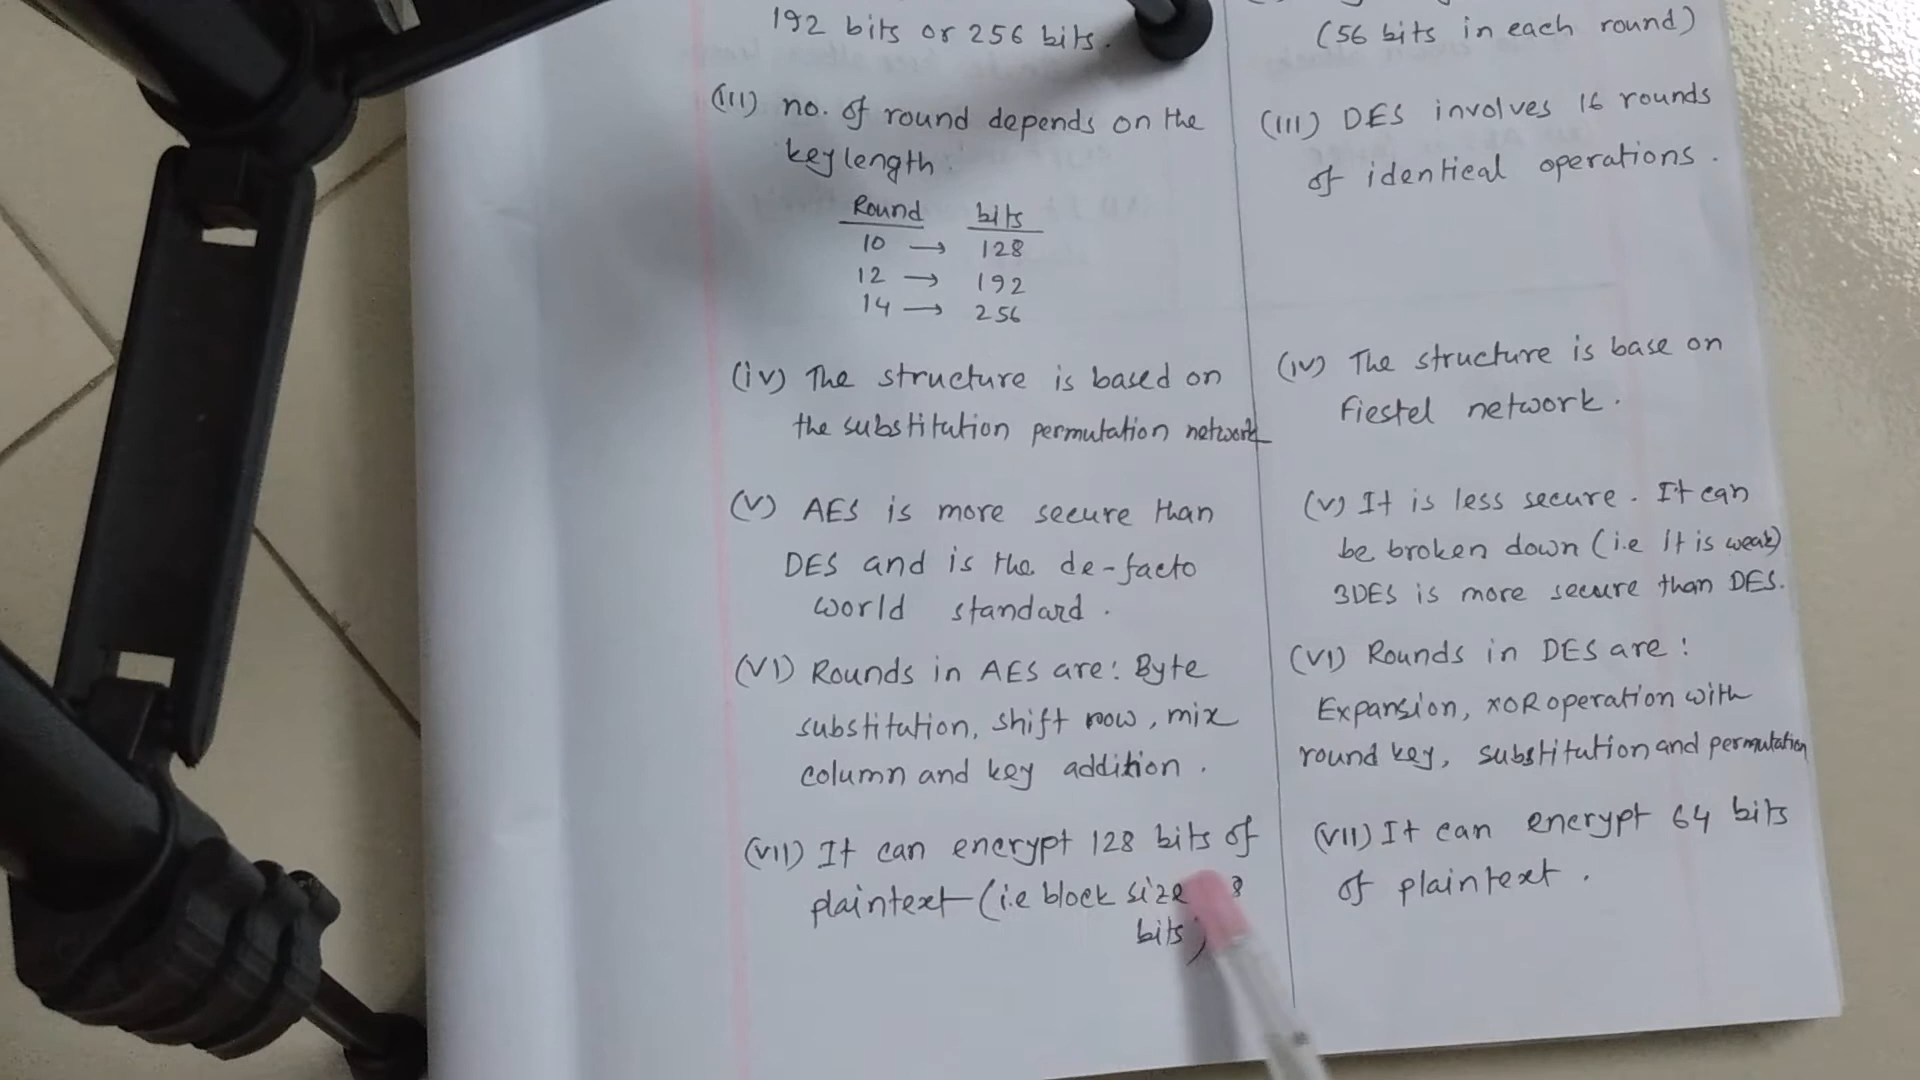 192 bits or 256 bits.
(iii) no. of round depends on the
key length.
Round bits
10 → 128
12 → 192
14 → 256
(iv) The structure is based on
the substitution permutation network
(v) AES is more secure than
DES and is the de-facto
world standard.
(vi) Rounds in AES are: Byte
substitution, shift row, mix
column and key addition.
(vii) It can encrypt 128 bits of
plaintext (i.e block size 8
bits)
(56 bits in each round)
(iii) DES involves 16 rounds
of identical operations.
(iv) The structure is base on
Fiestel network.
(v) It is less secure. It can
be broken down (i.e It is weak)
3DES is more secure than DES.
(vi) Rounds in DES are:
Expansion, XOR operation with
round key, substitution and permutation
(vii) It can encrypt 64 bits
of plaintext.